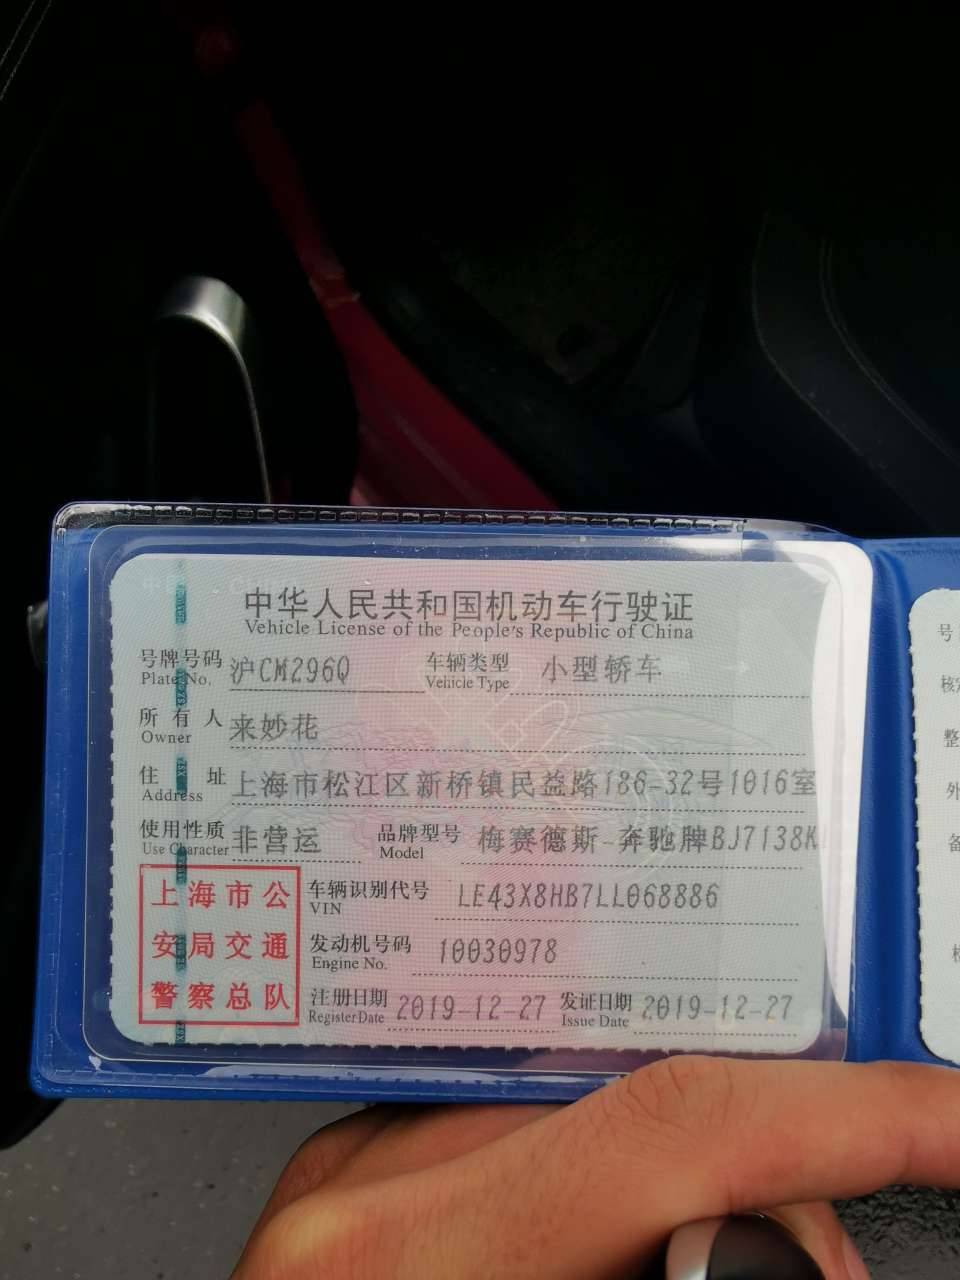 中华人民共和国机动车行驶证
Vehicle License of the People's Republic of China
号牌号码 沪CM296Q 车辆类型 小型轿车
Plate No. Vehicle Type
所有人 来妙花
Owner
住址 上海市松江区新桥镇民益路186-32号1016室
Address
使用性质 非营运 品牌型号 梅赛德斯-奔驰牌BJ7138K
Use Character Model
上海市公
安局交通
警察总队
车辆识别代号 LE43X8HB7LL068886
VIN
发动机号码 10030978
Engine No.
注册日期 2019-12-27 发证日期 2019-12-27
Register Date Issue Date
号
核定
整
外
备